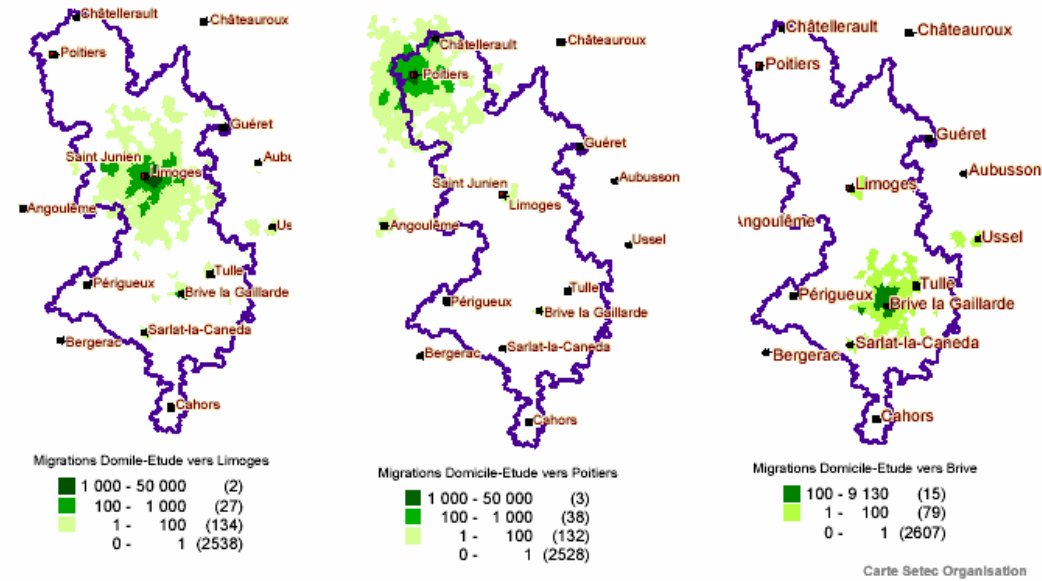 Châtellerault
Châteauroux
Poitiers
Guéret
Saint Junien
Limoges
Angoulême
Tulle
Périgueux
Brive la Gaillarde
Sarlat-la-Caneda
Bergerac
Cahors
Migrations Domile-Etude vers Limoges
1 000 - 50 000 (2)
100 - 1 000 (27)
1 - 100 (134)
0 - 1 (2538)
Châtellerault
Châteauroux
Poitiers
Guéret
Aubusson
Saint Junien
Limoges
Angoulême
Ussel
Tulle
Périgueux
Brive la Gaillarde
Bergerac
Sarlat-la-Caneda
Cahors
Migrations Domicile-Etude vers Poitiers
1 000 - 50 000 (3)
100 - 1 000 (38)
1 - 100 (132)
0 - 1 (2528)
Châtellerault
Châteauroux
Poitiers
Guéret
Aubusson
Limoges
Angoulême
Ussel
Tulle
Périgueux
Brive la Gaillarde
Sarlat-la-Caneda
Bergerac
Cahors
Migrations Domicile-Etude vers Brive
100 - 9 130 (15)
1 - 100 (79)
0 - 1 (2607)
Carte Setec Organisation